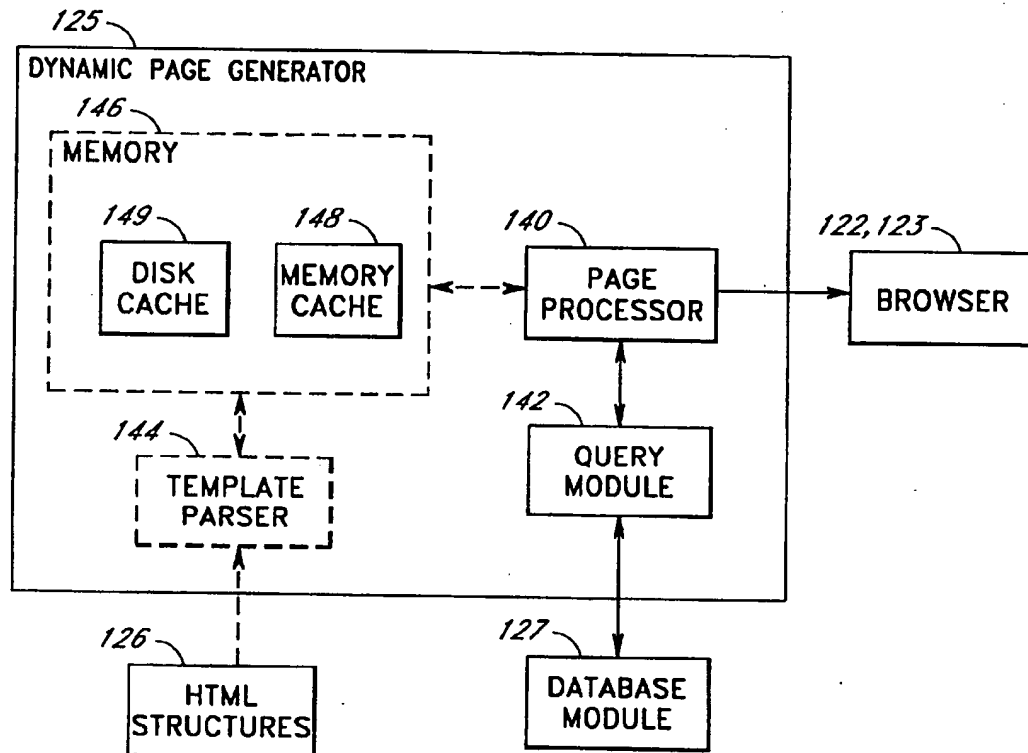 125
DYNAMIC PAGE GENERATOR
146
MEMORY
149
DISK
CACHE
148
MEMORY
CACHE
140
PAGE
PROCESSOR
122,123
BROWSER
144
TEMPLATE
PARSER
142
QUERY
MODULE
126
HTML
STRUCTURES
127
DATABASE
MODULE